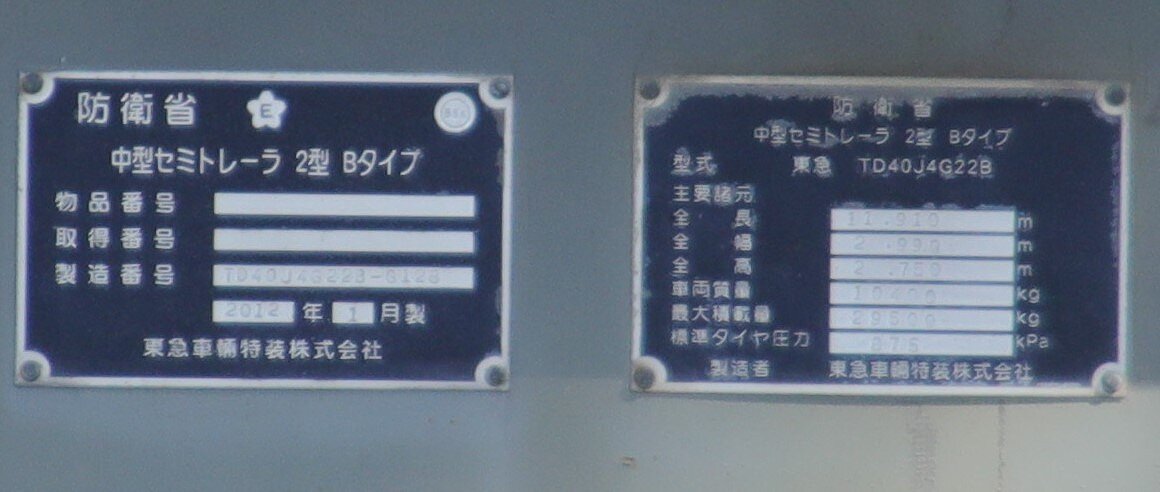 防衛省 E
中型セミトレーラ 2型 Bタイプ
物品番号
取得番号
製造番号 TD40J4G22B-G128
2012 年 1 月製
東急車輛特装株式会社
防衛省
中型セミトレーラ 2型 Bタイプ
型式 東急 TD40J4G22B
主要諸元
全長 11.910 m
全幅 2.990 m
全高 2.750 m
車両質量 10400 kg
最大積載量 29500 kg
標準タイヤ圧力 875 kPa
製造者 東急車輛特装株式会社